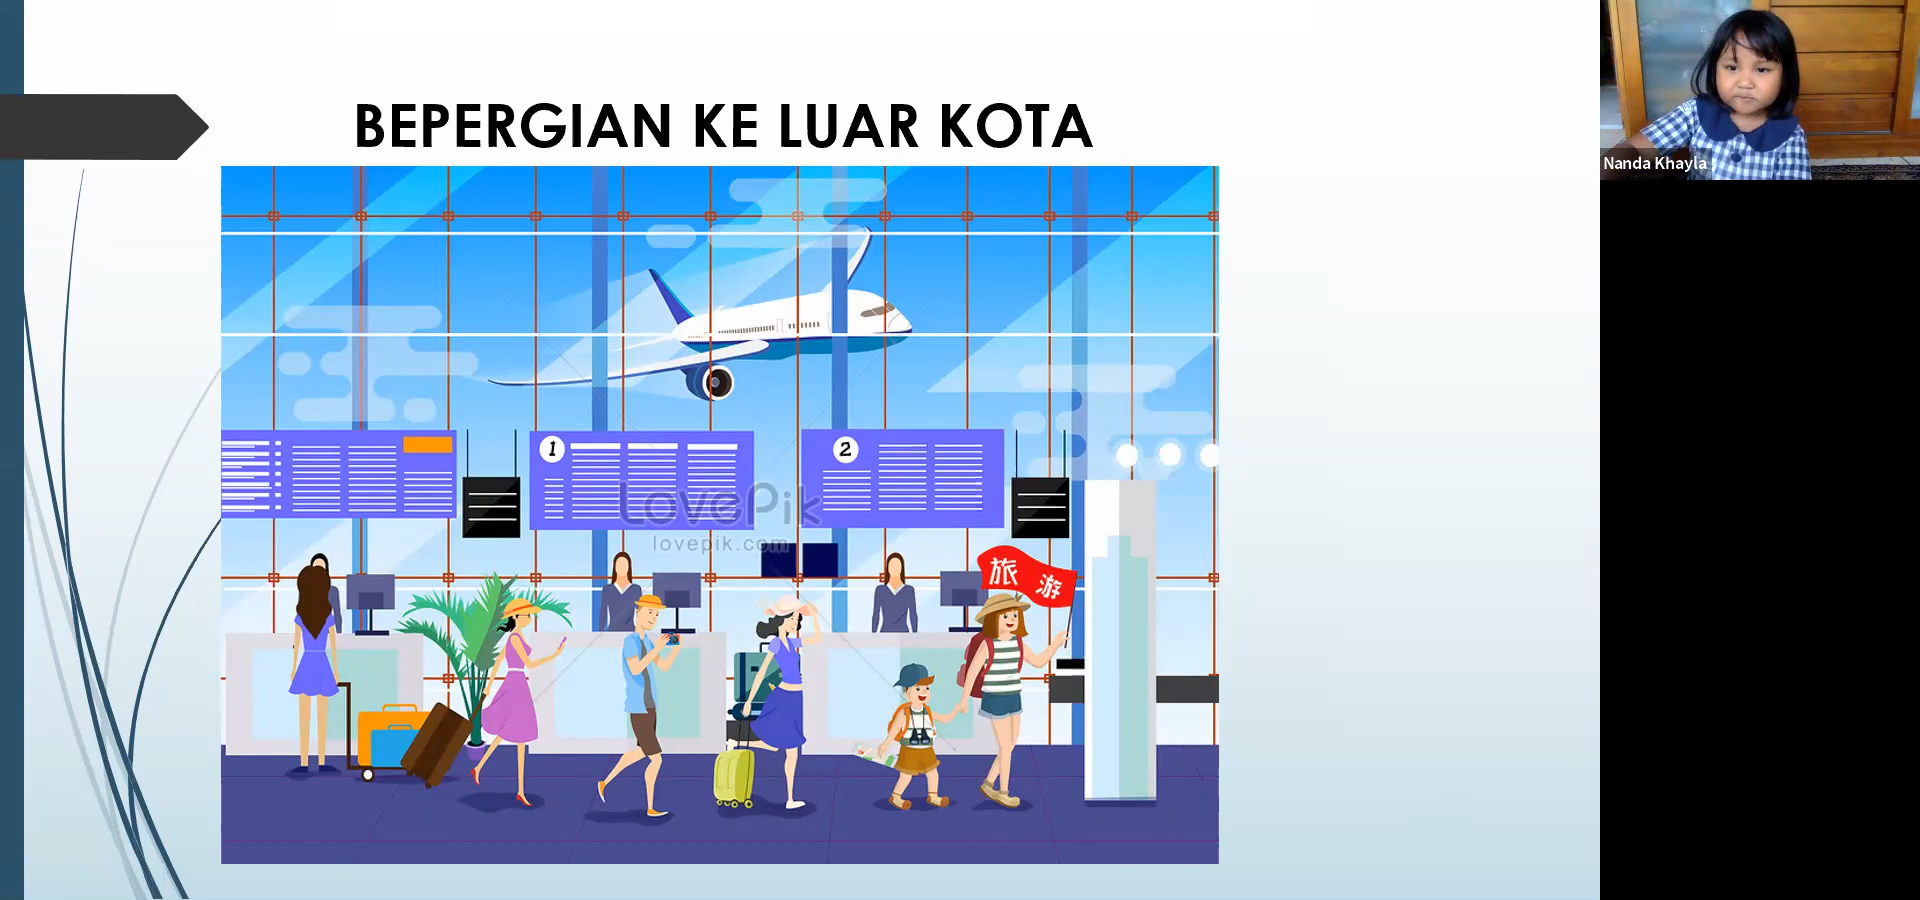 BEPERGIAN KE LUAR KOTA
1
2
LovePik
lovepik.com
旅游
Nanda Khayla